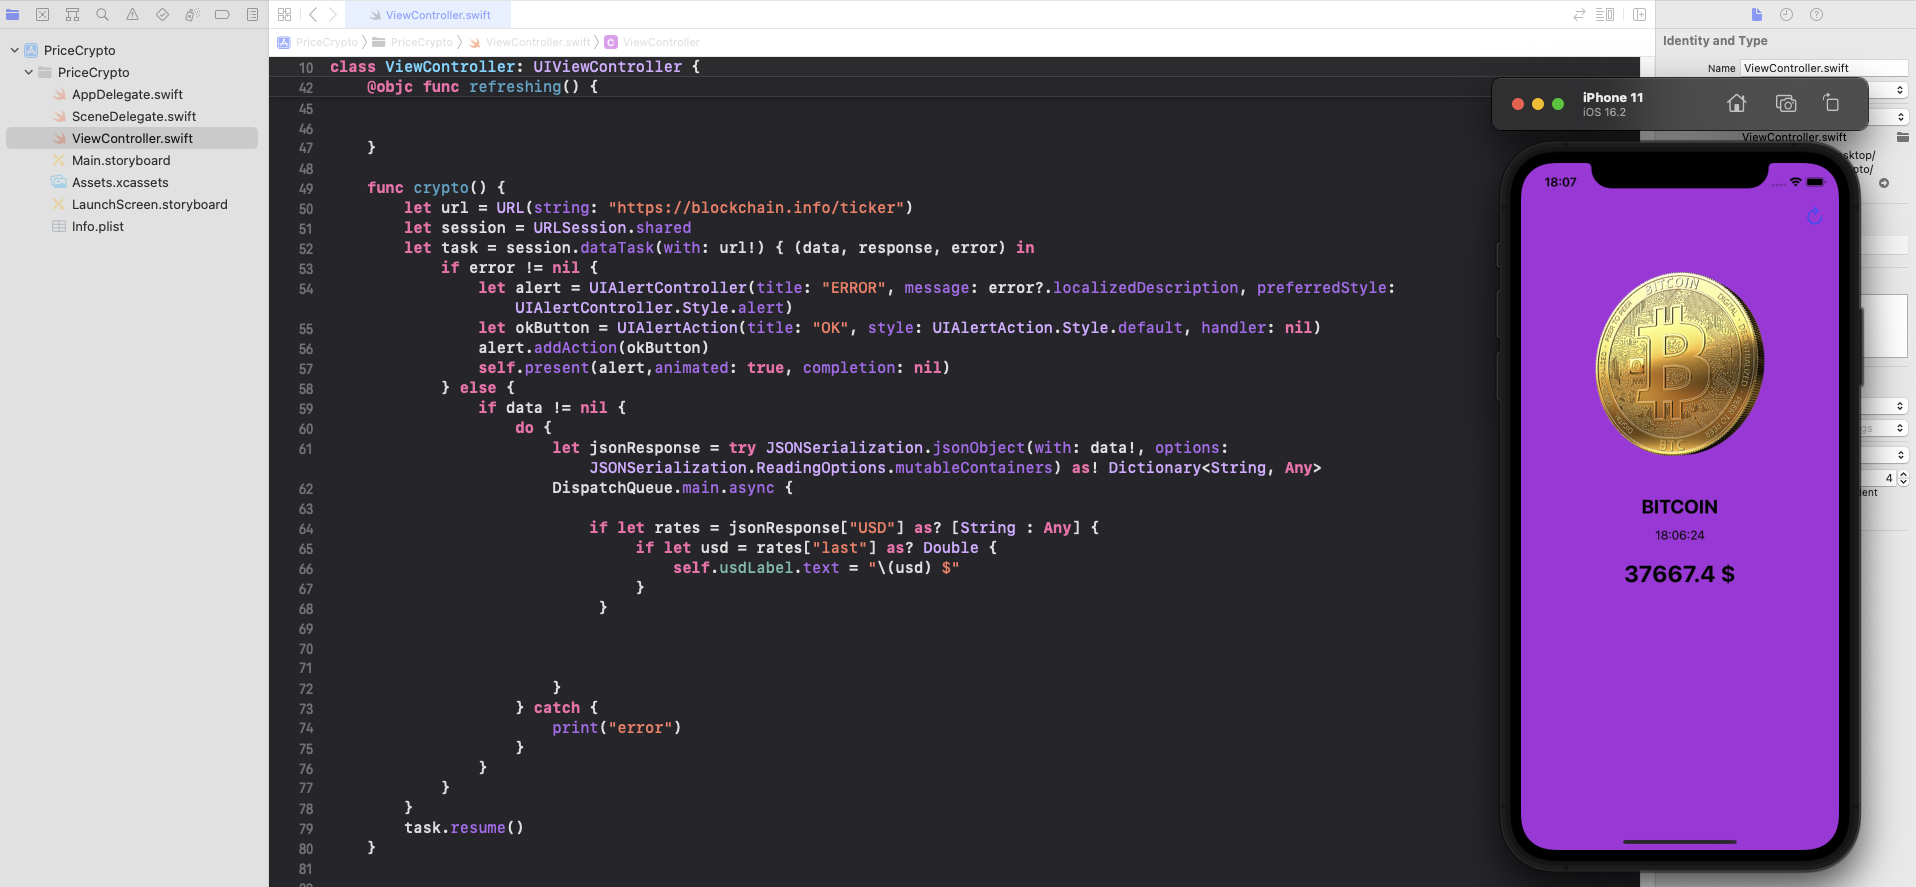 ViewController.swift
PriceCrypto
PriceCrypto
ViewController.swift
ViewController
PriceCrypto
PriceCrypto
AppDelegate.swift
SceneDelegate.swift
ViewController.swift
Main.storyboard
Assets.xcassets
LaunchScreen.storyboard
Info.plist
10 class ViewController: UIViewController {
42 @objc func refreshing() {
45
46
47 }
48
49 func crypto() {
50 let url = URL(string: "https://blockchain.info/ticker")
51 let session = URLSession.shared
52 let task = session.dataTask(with: url!) { (data, response, error) in
53 if error != nil {
54 let alert = UIAlertController(title: "ERROR", message: error?.localizedDescription, preferredStyle:
UIAlertController.Style.alert)
55 let okButton = UIAlertAction(title: "OK", style: UIAlertAction.Style.default, handler: nil)
56 alert.addAction(okButton)
57 self.present(alert,animated: true, completion: nil)
58 } else {
59 if data != nil {
60 do {
61 let jsonResponse = try JSONSerialization.jsonObject(with: data!, options:
JSONSerialization.ReadingOptions.mutableContainers) as! Dictionary<String, Any>
62 DispatchQueue.main.async {
63
64 if let rates = jsonResponse["USD"] as? [String : Any] {
65 if let usd = rates["last"] as? Double {
66 self.usdLabel.text = "\(usd) $"
67 }
68 }
69
70
71
72 }
73 } catch {
74 print("error")
75 }
76 }
77 }
78 }
79 task.resume()
80 }
81
Identity and Type
Name ViewController.swift
iPhone 11
iOS 16.2
ViewController.swift
18:07
BITCOIN
DIGITAL
DECENTRALIZED
PEER TO PEER
BTC
BITCOIN
18:06:24
37667.4 $
4